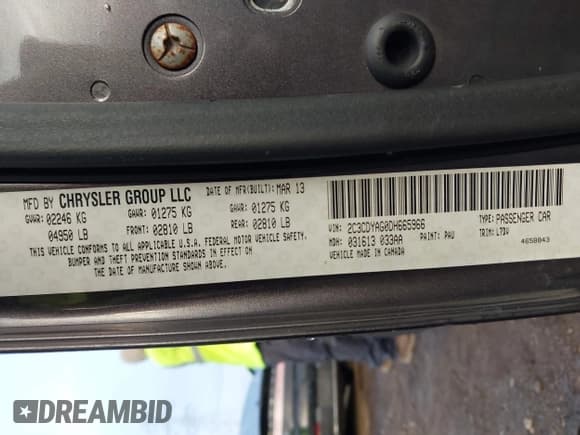 MFD BY CHRYSLER GROUP LLC DATE OF MFR(BUILT): MAR 13
GVWR: 02246 KG GAWR: 01275 KG GAWR: 01275 KG
04950 LB FRONT: 02810 LB REAR: 02810 LB
THIS VEHICLE CONFORMS TO ALL APPLICABLE U.S.A. FEDERAL MOTOR VEHICLE SAFETY,
BUMPER AND THEFT PREVENTION STANDARDS IN EFFECT ON
THE DATE OF MANUFACTURE SHOWN ABOVE.
VIN: 2C3CDYAG0DH665966 TYPE: PASSENGER CAR
MDH: 031613 033AA PAINT: PAU TRIM: L7DV
VEHICLE MADE IN CANADA 4658843
DREAMBID